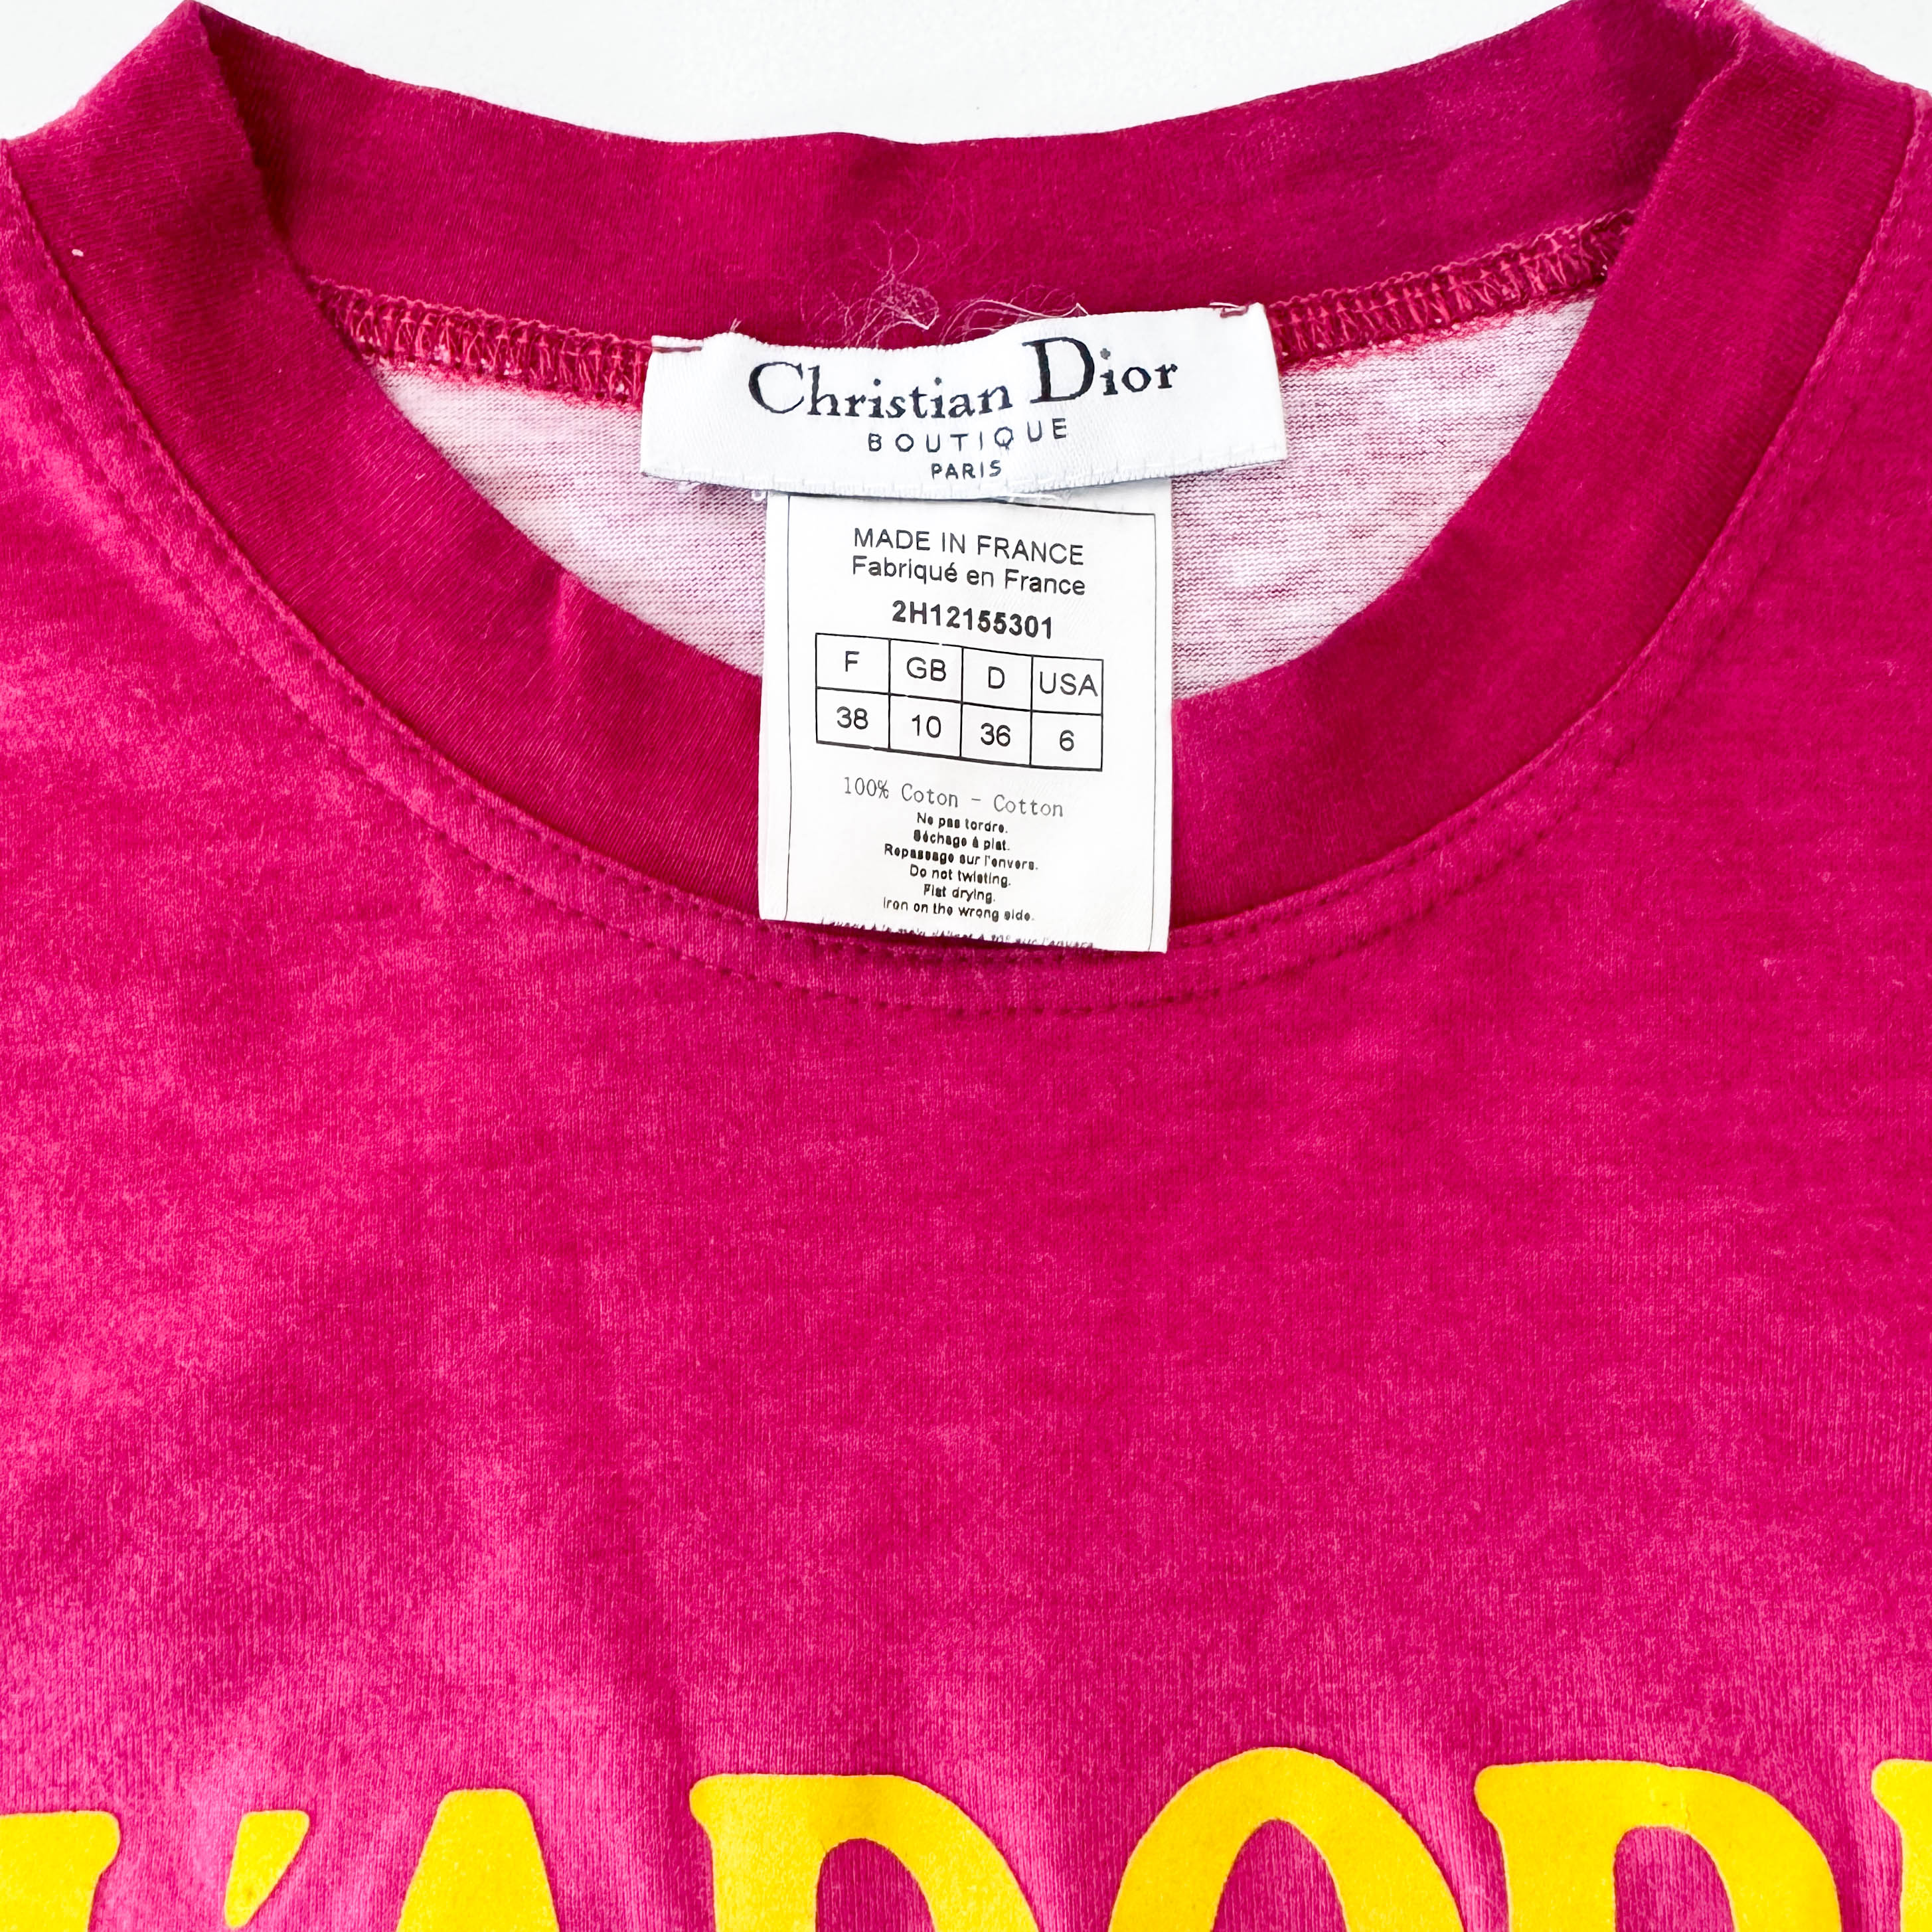 Christian Dior
BOUTIQUE
PARIS
MADE IN FRANCE
Fabriqué en France
2H12155301
F GB D USA
38 10 36 6
100% Coton - Cotton
Ne pas tordre.
Séchage à plat.
Repassage sur l'envers.
Do not twisting.
Flat drying.
Iron on the wrong side.
J'ADOR